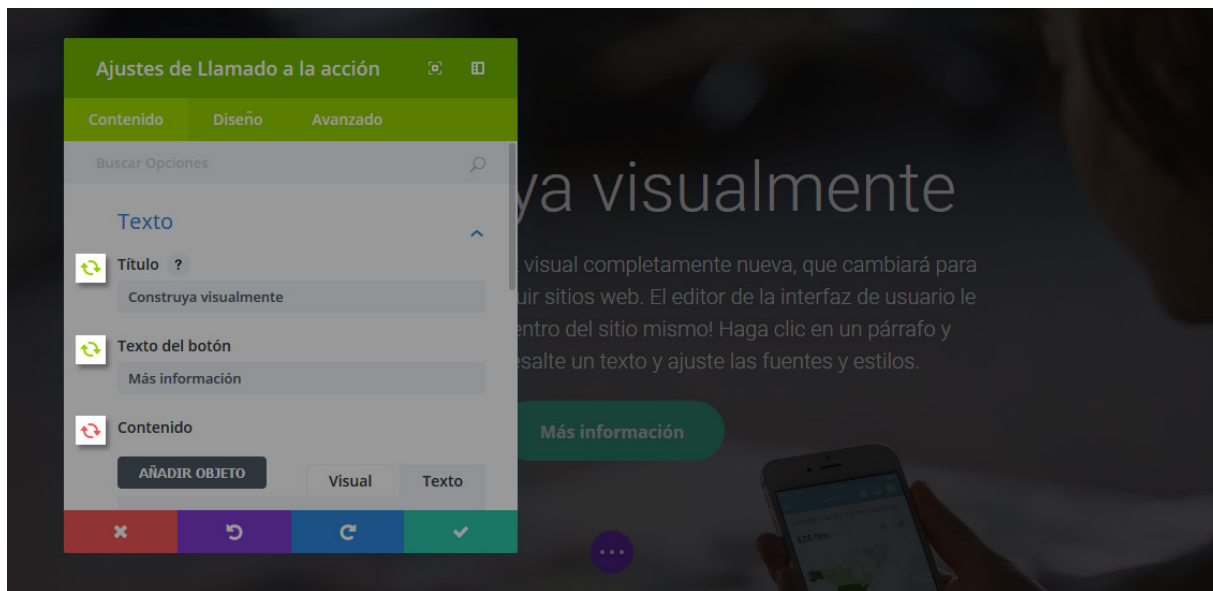 Ajustes de Llamado a la acción
Contenido
Diseño
Avanzado
Buscar Opciones
Texto
Título ?
Construya visualmente
Texto del botón
Más información
Contenido
AÑADIR OBJETO
Visual
Texto
ya visualmente
visual completamente nueva, que cambiará para
uir sitios web. El editor de la interfaz de usuario le
entro del sitio mismo! Haga clic en un párrafo y
esalte un texto y ajuste las fuentes y estilos.
Más información
$28,9m